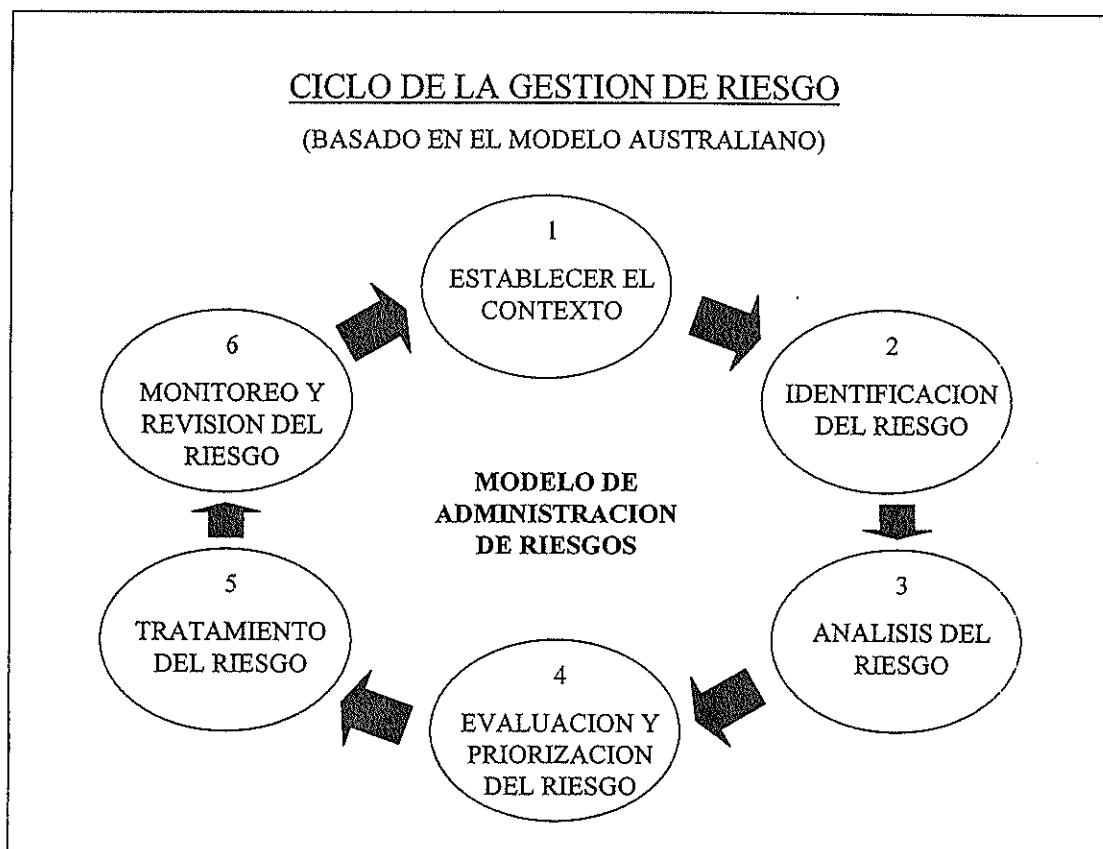 CICLO DE LA GESTION DE RIESGO
(BASADO EN EL MODELO AUSTRALIANO)
1
ESTABLECER EL
CONTEXTO
2
IDENTIFICACION
DEL RIESGO
3
ANALISIS DEL
RIESGO
4
EVALUACION Y
PRIORIZACION
DEL RIESGO
5
TRATAMIENTO
DEL RIESGO
6
MONITOREO Y
REVISION DEL
RIESGO
MODELO DE
ADMINISTRACION
DE RIESGOS